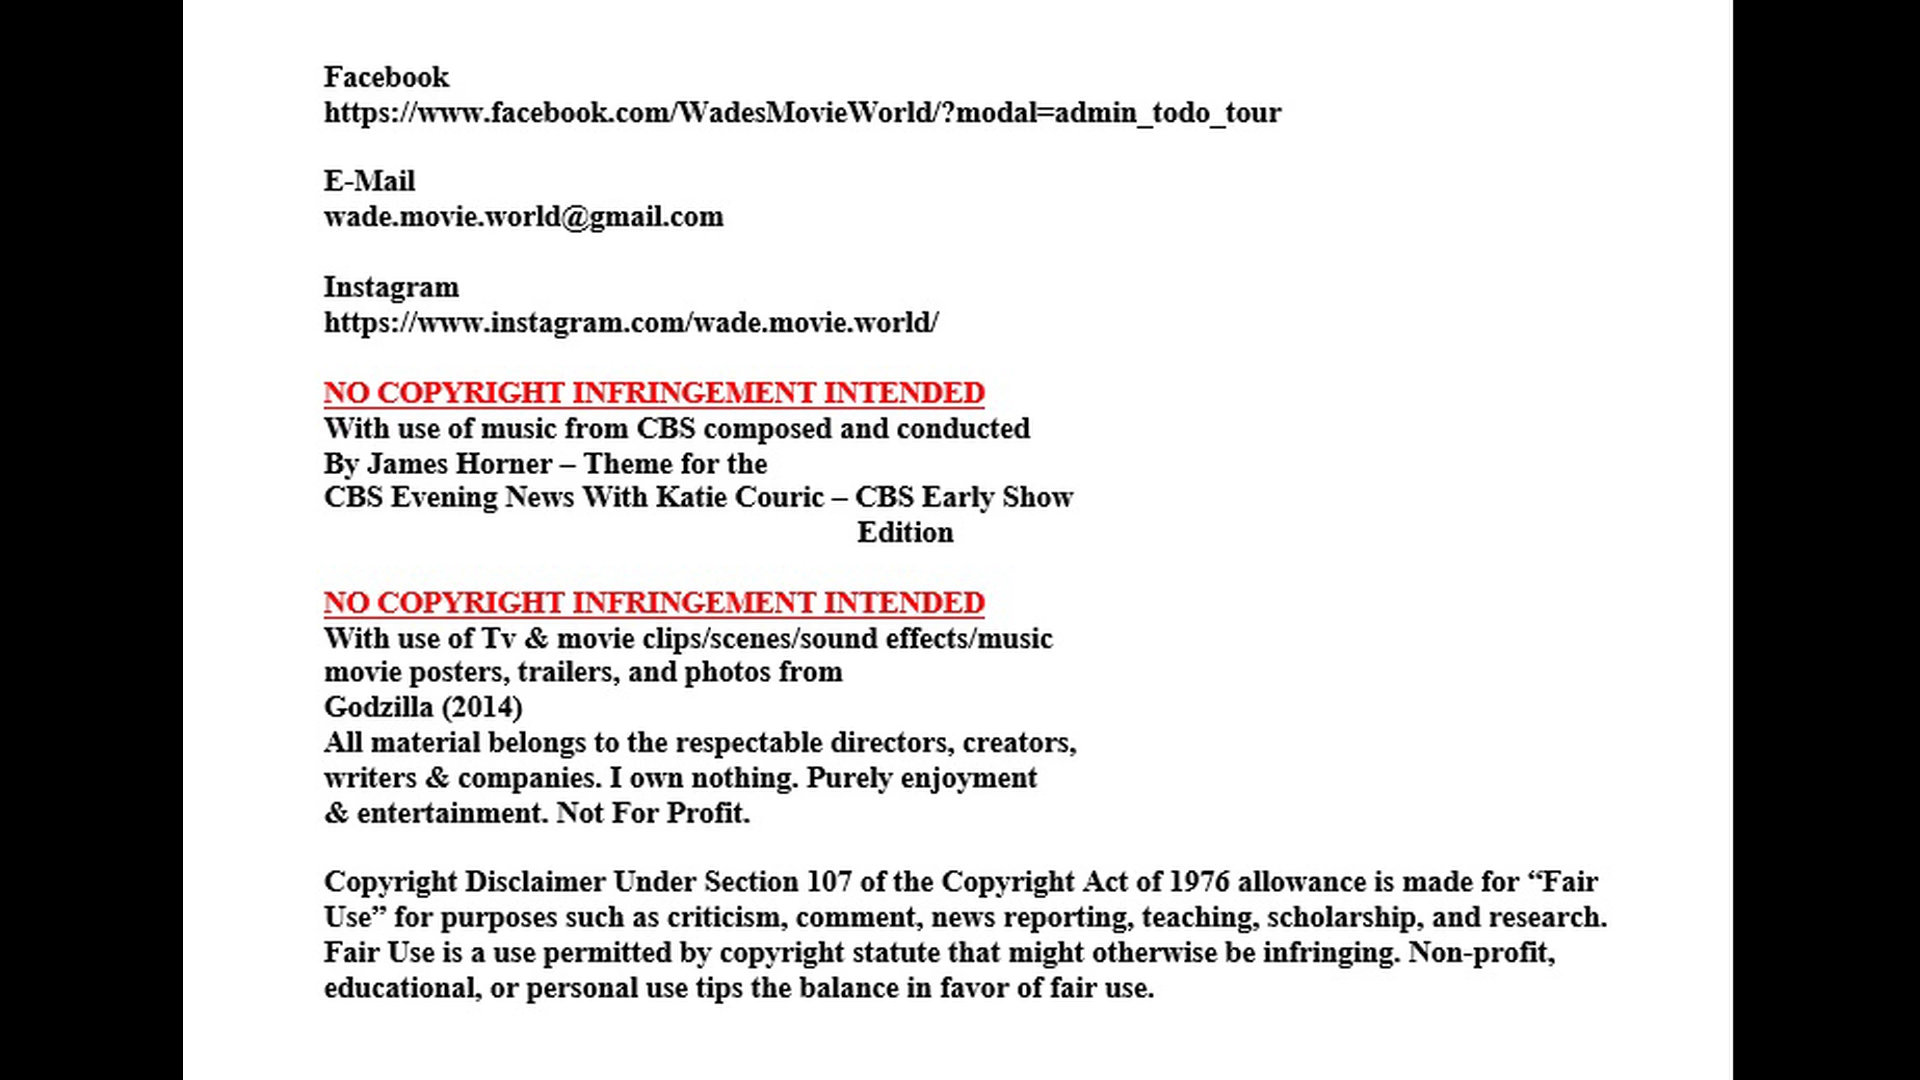 Facebook
https://www.facebook.com/WadesMovieWorld/?modal=admin_todo_tour
E-Mail
wade.movie.world@gmail.com
Instagram
https://www.instagram.com/wade.movie.world/
NO COPYRIGHT INFRINGEMENT INTENDED
With use of music from CBS composed and conducted
By James Horner – Theme for the
CBS Evening News With Katie Couric – CBS Early Show
Edition
NO COPYRIGHT INFRINGEMENT INTENDED
With use of Tv & movie clips/scenes/sound effects/music
movie posters, trailers, and photos from
Godzilla (2014)
All material belongs to the respectable directors, creators,
writers & companies. I own nothing. Purely enjoyment
& entertainment. Not For Profit.
Copyright Disclaimer Under Section 107 of the Copyright Act of 1976 allowance is made for “Fair
Use” for purposes such as criticism, comment, news reporting, teaching, scholarship, and research.
Fair Use is a use permitted by copyright statute that might otherwise be infringing. Non-profit,
educational, or personal use tips the balance in favor of fair use.